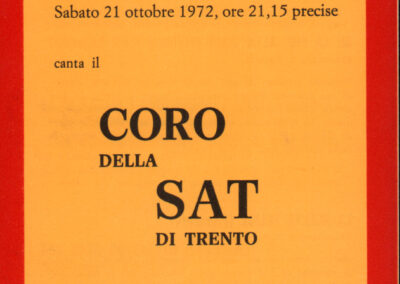 Sabato 21 ottobre 1972, ore 21,15 precise
canta il
CORO
DELLA
SAT
DI TRENTO